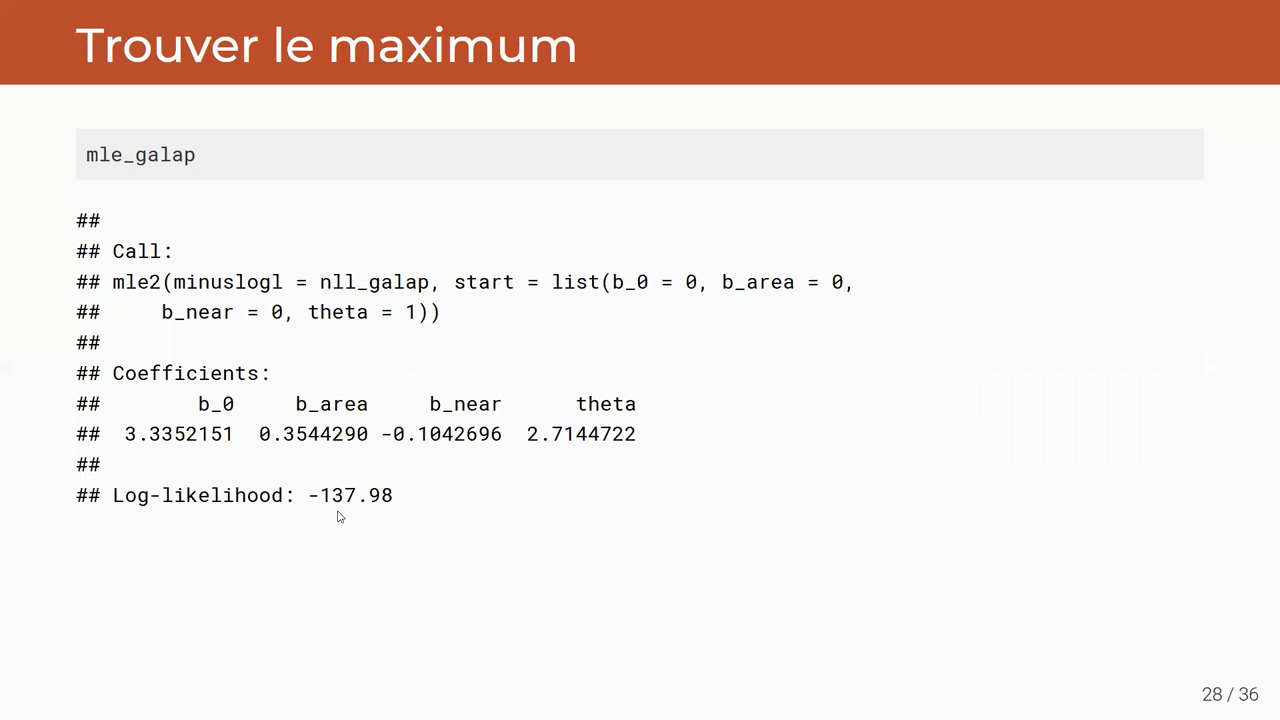 Trouver le maximum
mle_galap
##
## Call:
## mle2(minuslogl = nll_galap, start = list(b_0 = 0, b_area = 0,
##     b_near = 0, theta = 1))
##
## Coefficients:
##        b_0     b_area     b_near      theta
##  3.3352151  0.3544290 -0.1042696  2.7144722
##
## Log-likelihood: -137.98
28 / 36